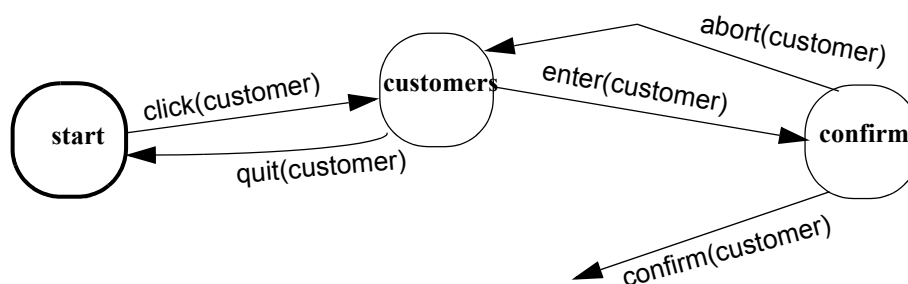 abort(customer)
customers
click(customer)
enter(customer)
start
confirm
quit(customer)
confirm(customer)